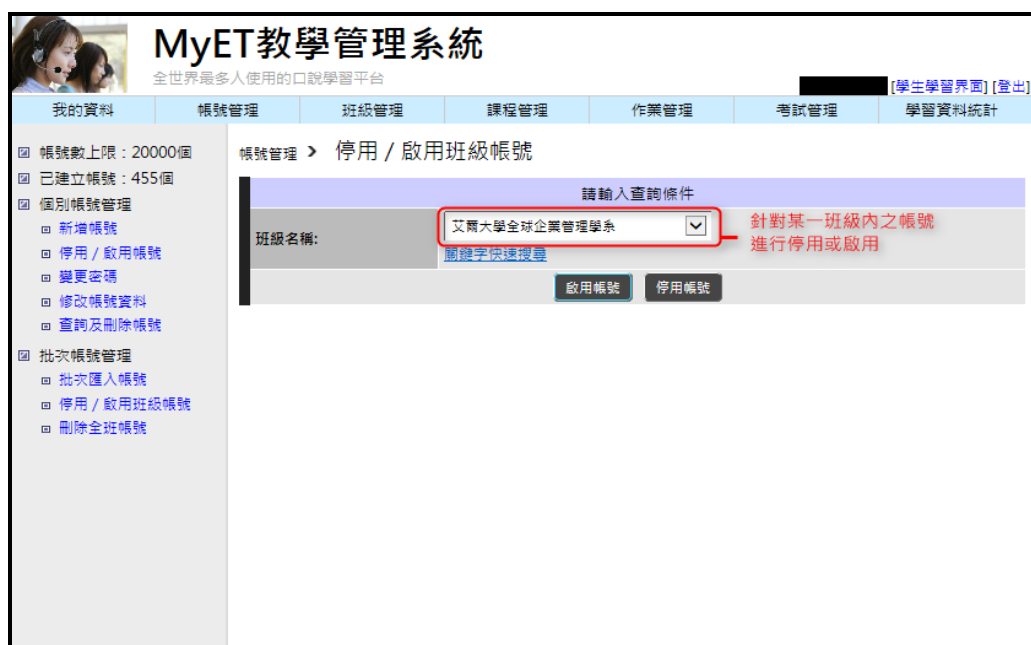 MyET教學管理系統
全世界最多人使用的口說學習平台
[學生學習界面] [登出]
我的資料 帳號管理 班級管理 課程管理 作業管理 考試管理 學習資料統計
帳號數上限：20000個
已建立帳號：455個
個別帳號管理
新增帳號
停用 / 啟用帳號
變更密碼
修改帳號資料
查詢及刪除帳號
批次帳號管理
批次匯入帳號
停用 / 啟用班級帳號
刪除全班帳號
帳號管理 > 停用 / 啟用班級帳號
請輸入查詢條件
班級名稱:
艾爾大學全球企業管理學系
關鍵字快速搜尋
針對某一班級內之帳號
進行停用或啟用
啟用帳號 停用帳號